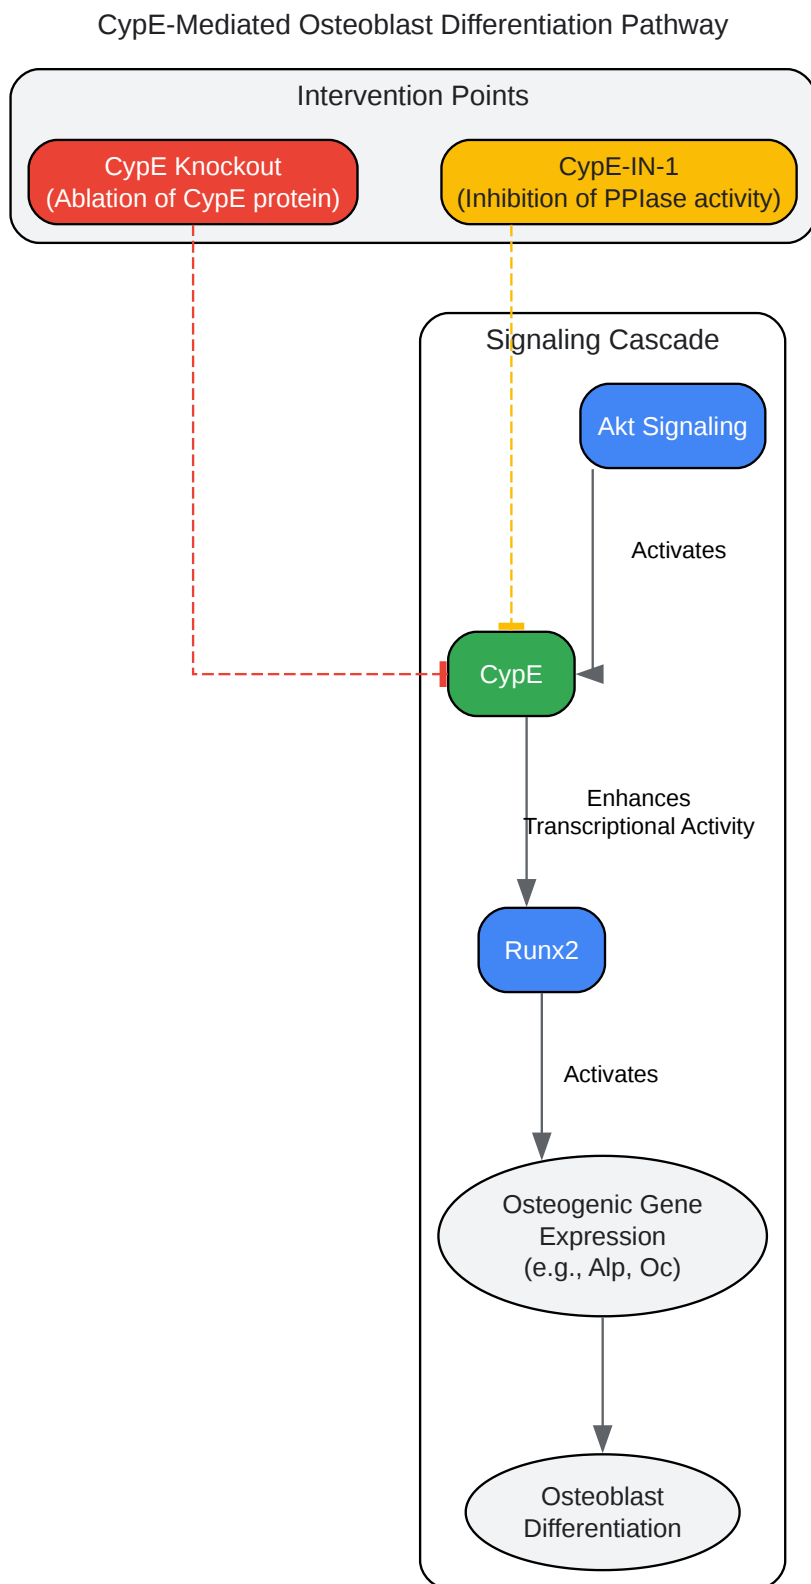 CypE-Mediated Osteoblast Differentiation Pathway
Intervention Points
CypE Knockout
(Ablation of CypE protein)
CypE-IN-1
(Inhibition of PPIase activity)
Signaling Cascade
Akt Signaling
Activates
CypE
Enhances
Transcriptional Activity
Runx2
Activates
Osteogenic Gene
Expression
(e.g., Alp, Oc)
Osteoblast
Differentiation